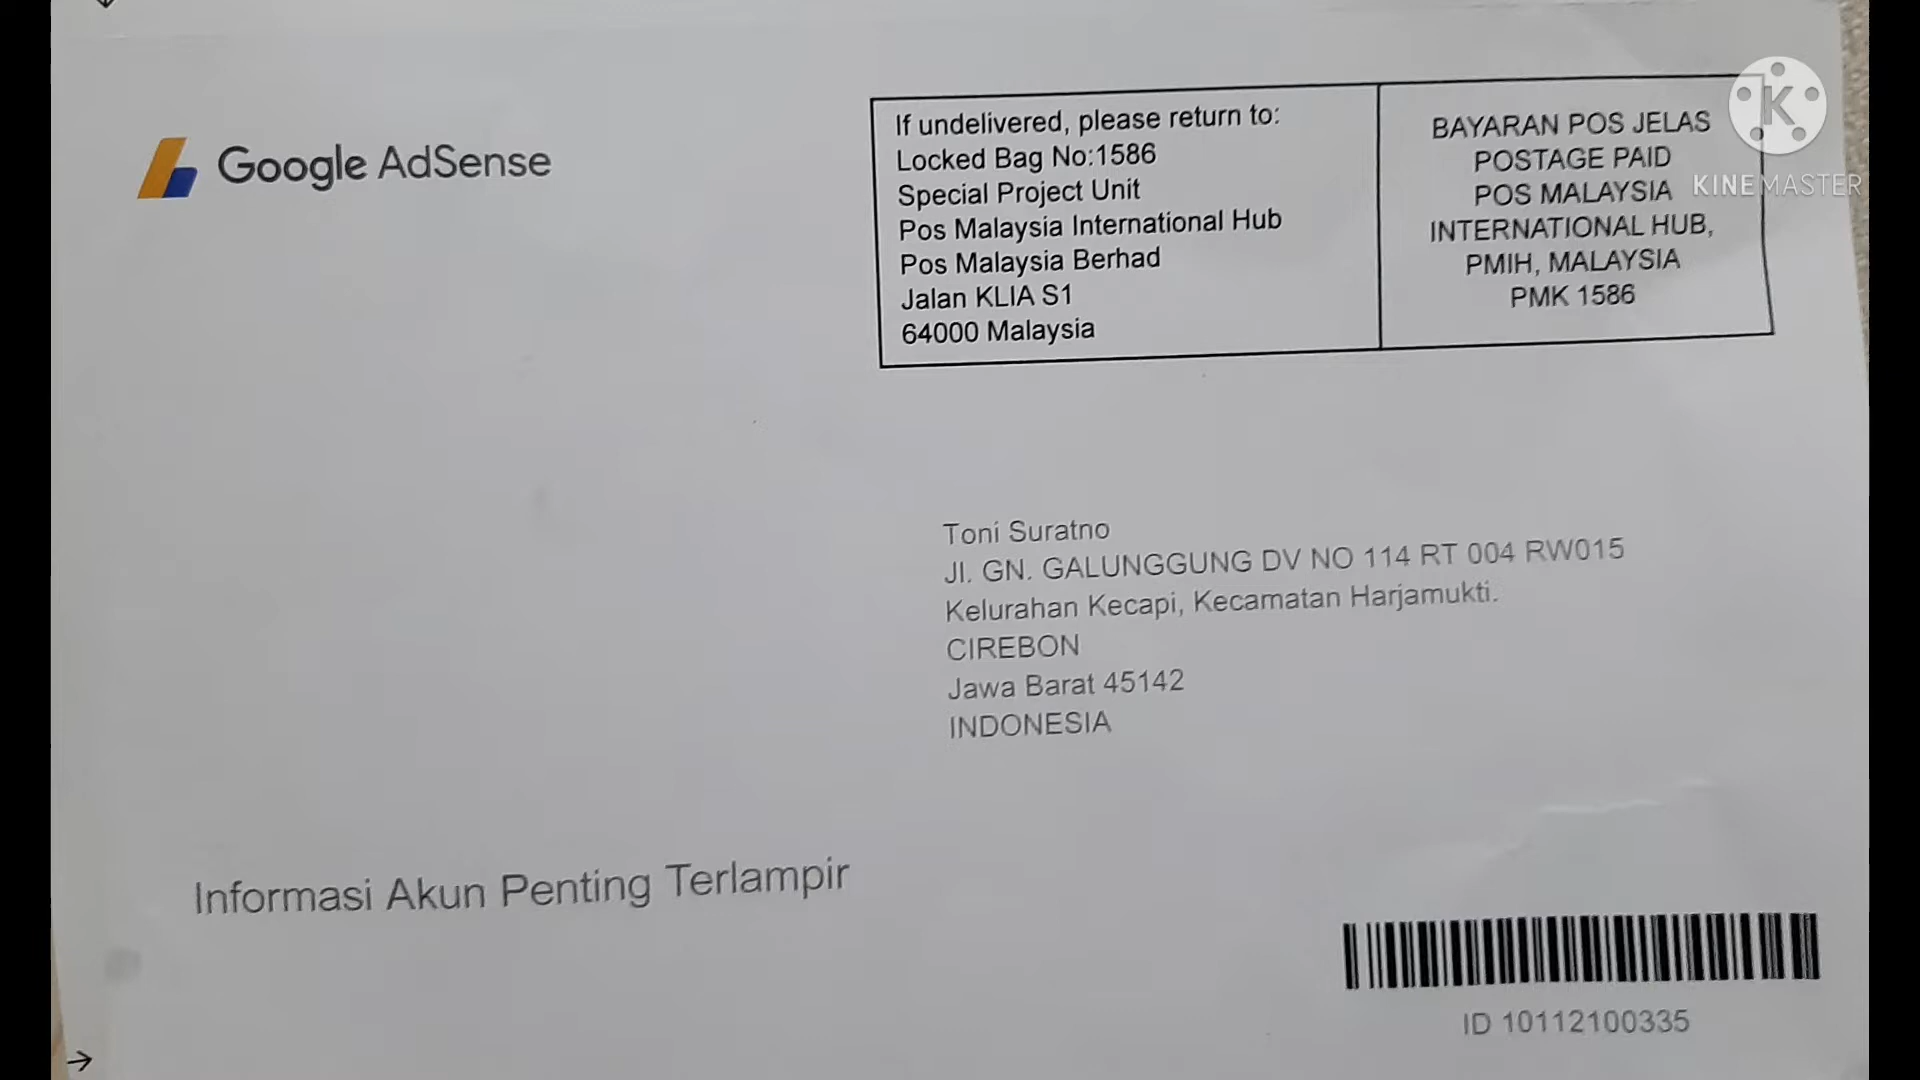 Google AdSense
If undelivered, please return to:
Locked Bag No:1586
Special Project Unit
Pos Malaysia International Hub
Pos Malaysia Berhad
Jalan KLIA S1
64000 Malaysia
BAYARAN POS JELAS
POSTAGE PAID
POS MALAYSIA
INTERNATIONAL HUB,
PMIH, MALAYSIA
PMK 1586
K
KINEMASTER
Toni Suratno
Jl. GN. GALUNGGUNG DV NO 114 RT 004 RW015
Kelurahan Kecapi, Kecamatan Harjamukti.
CIREBON
Jawa Barat 45142
INDONESIA
Informasi Akun Penting Terlampir
ID 10112100335